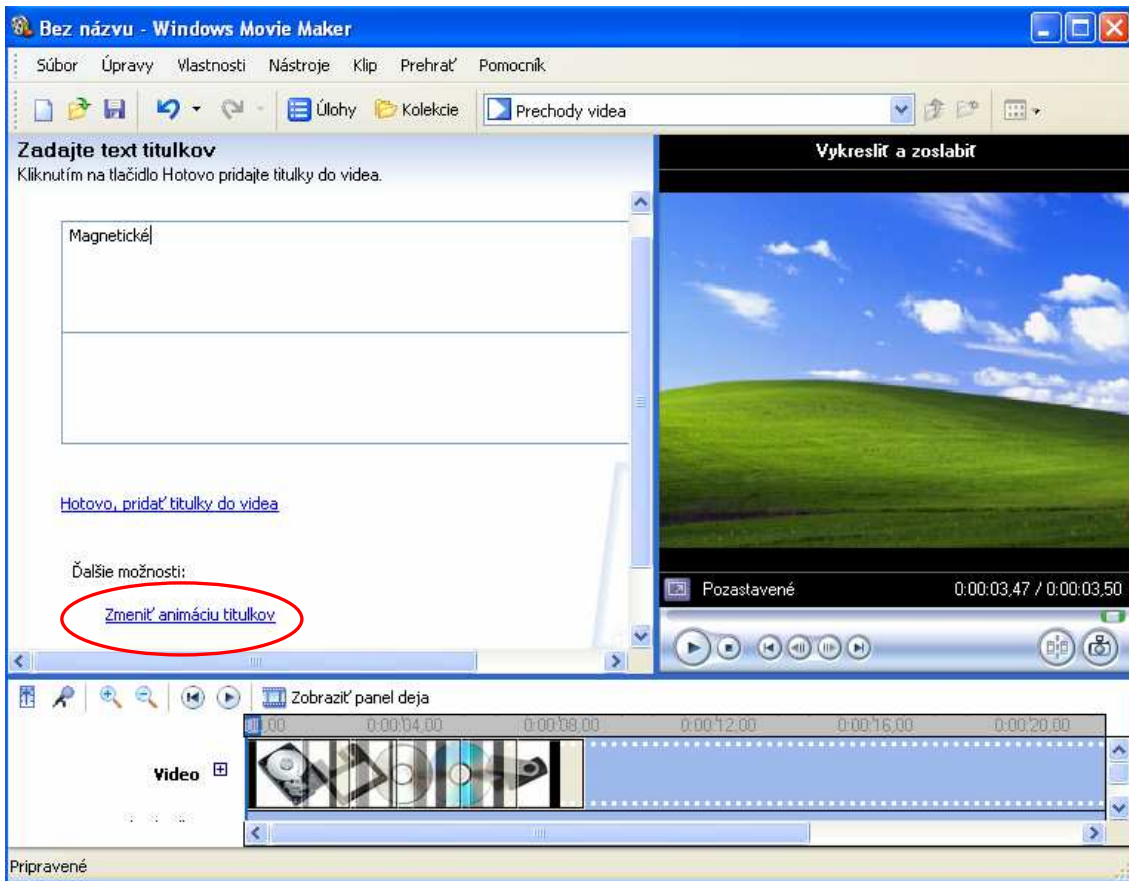 Bez názvu - Windows Movie Maker
Súbor Úpravy Vlastnosti Nástroje Klip Prehrať Pomocník
Úlohy Kolekcie Prechody videa
Zadajte text titulkov
Kliknutím na tlačidlo Hotovo pridajte titulky do videa.
Magnetické
Hotovo, pridať titulky do videa
Ďalšie možnosti:
Zmeniť animáciu titulkov
Vykresliť a zoslabiť
Pozastavené 0:00:03,47 / 0:00:03,50
Zobraziť panel deja
0:00:04,00 0:00:08,00 0:00:12,00 0:00:16,00 0:00:20,00
Video
Pripravené